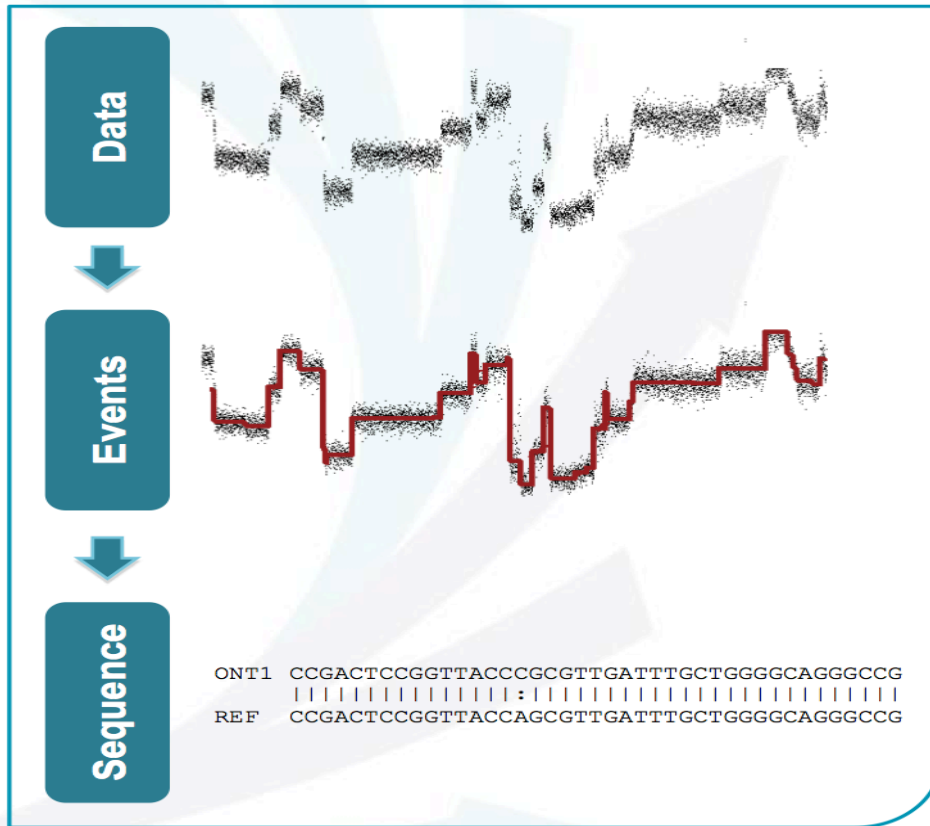 Data
Events
Sequence
ONT1 CCGACTCCGGTTACCCGCGTTGATTTGCTGGGGCAGGGCCG
|||||||||||||||:|||||||||||||||||||||||||
REF CCGACTCCGGTTACCAGCGTTGATTTGCTGGGGCAGGGCCG